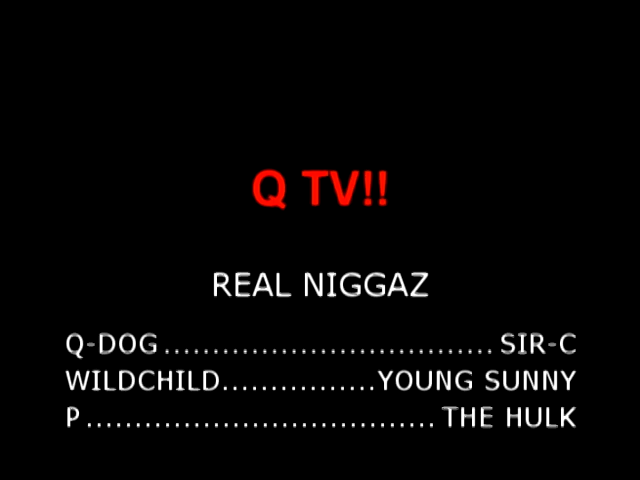 Q TV!!
REAL NIGGAZ
Q-DOG.................................. SIR-C
WILDCHILD................YOUNG SUNNY
P.................................... THE HULK